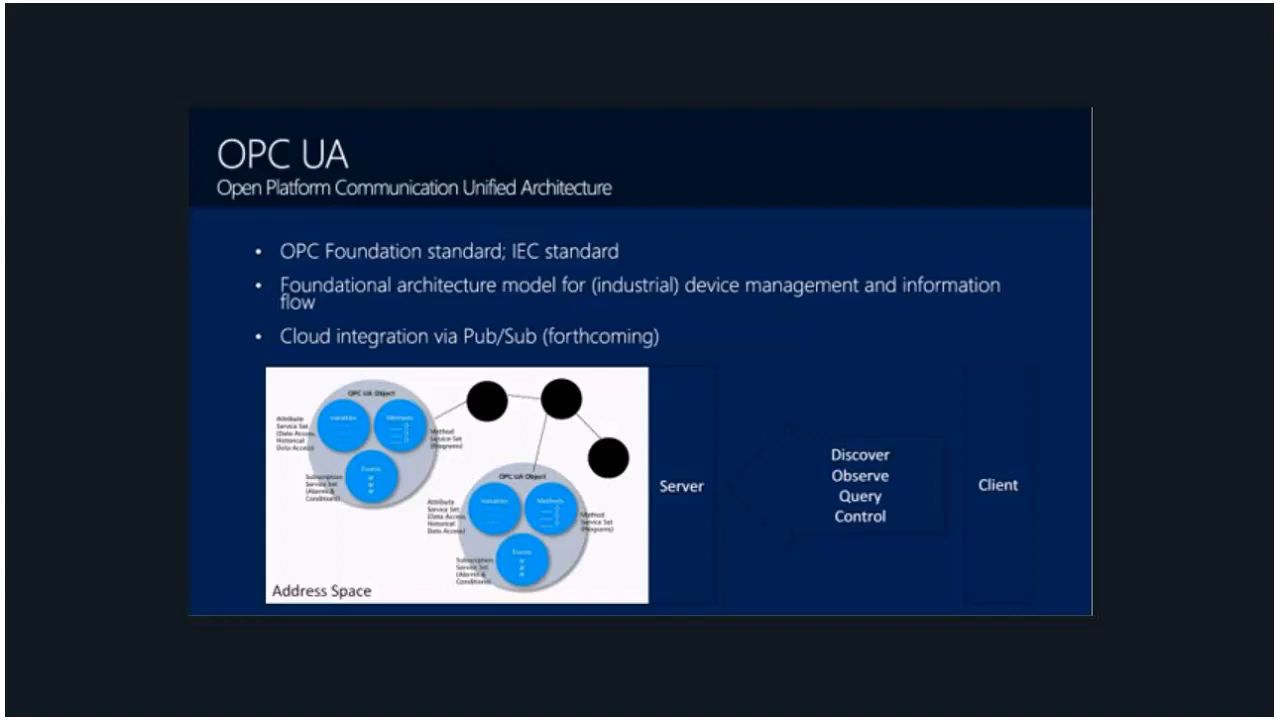 OPC UA
Open Platform Communication Unified Architecture
• OPC Foundation standard; IEC standard
• Foundational architecture model for (industrial) device management and information
flow
• Cloud integration via Pub/Sub (forthcoming)
OPC UA Object
Variables
Methods
Attribute
Service Set
(Data Access,
Historical
Data Access)
Method
Service Set
(Programs)
Events
Subscription
Service Set
(Alarms &
Conditions)
OPC UA Object
Variables
Methods
Attribute
Service Set
(Data Access,
Historical
Data Access)
Method
Service Set
(Programs)
Events
Subscription
Service Set
(Alarms &
Conditions)
Address Space
Server
Discover
Observe
Query
Control
Client